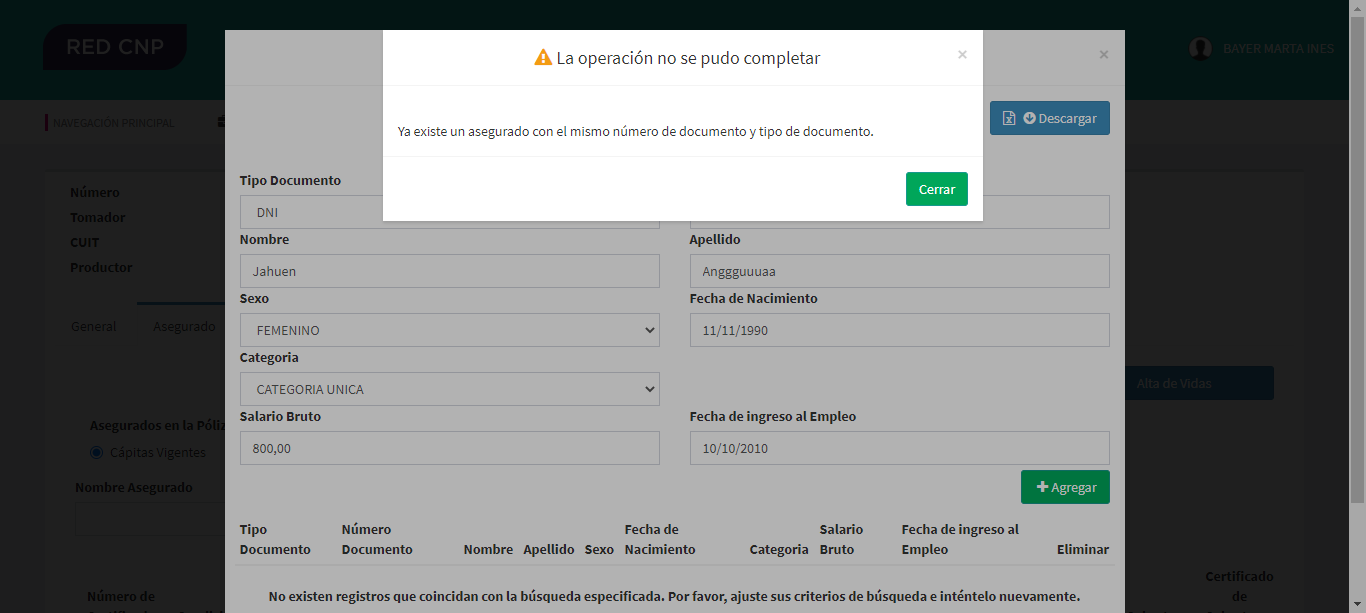 RED CNP
BAYER MARTA INES
La operación no se pudo completar
×
×
NAVEGACIÓN PRINCIPAL
Ya existe un asegurado con el mismo número de documento y tipo de documento.
Descargar
Cerrar
Número
Tomador
CUIT
Productor
General
Asegurado
Tipo Documento
DNI
Nombre
Apellido
Jahuen
Anggguuuaa
Sexo
Fecha de Nacimiento
FEMENINO
11/11/1990
Categoria
CATEGORIA UNICA
Alta de Vidas
Salario Bruto
Fecha de ingreso al Empleo
800,00
10/10/2010
Asegurados en la Póliz
Cápitas Vigentes
Nombre Asegurado
Agregar
Tipo Documento
Número Documento
Nombre
Apellido
Sexo
Fecha de Nacimiento
Categoria
Salario Bruto
Fecha de ingreso al Empleo
Eliminar
No existen registros que coincidan con la búsqueda especificada. Por favor, ajuste sus criterios de búsqueda e inténtelo nuevamente.
Número de
Certificado
de